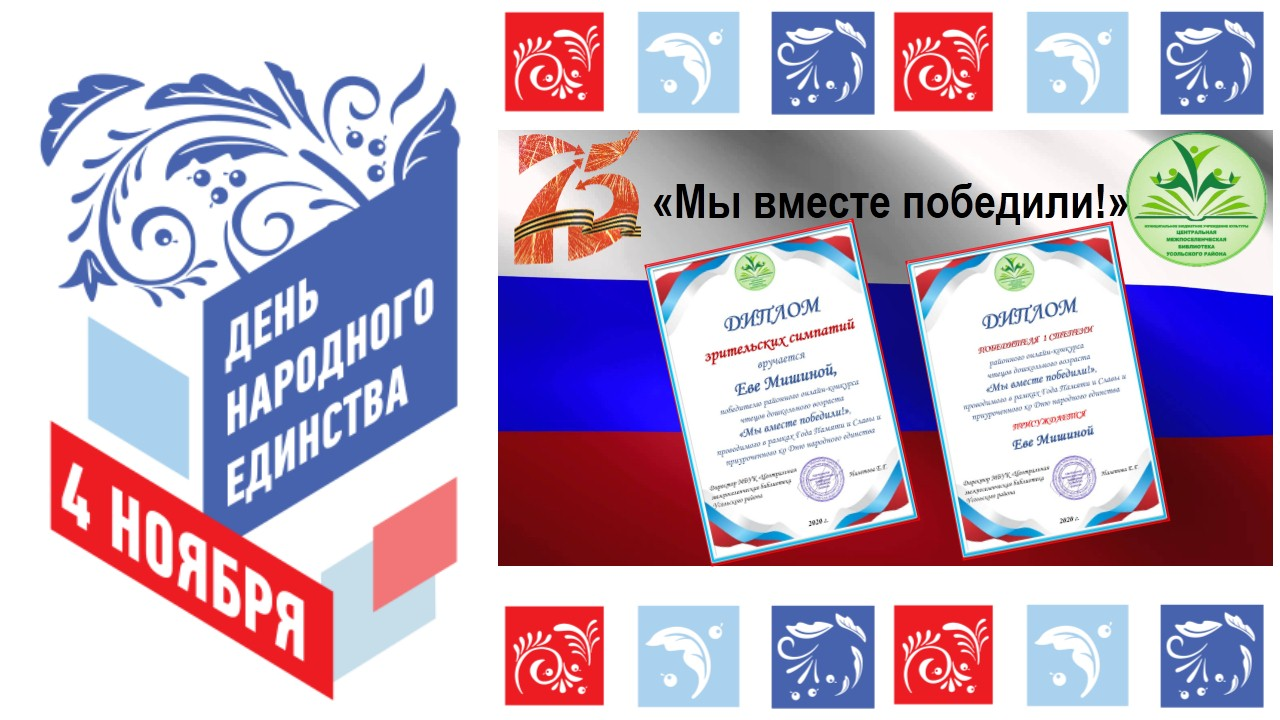 ДЕНЬ
НАРОДНОГО
ЕДИНСТВА
4 НОЯБРЯ
75
«Мы вместе победили!»
МУНИЦИПАЛЬНОЕ БЮДЖЕТНОЕ УЧРЕЖДЕНИЕ КУЛЬТУРЫ
ЦЕНТРАЛЬНАЯ
МЕЖПОСЕЛЕНЧЕСКАЯ
БИБЛИОТЕКА
УСОЛЬСКОГО РАЙОНА
ДИПЛОМ
зрительских симпатий
вручается
Еве Мишиной,
победителю районного онлайн-конкурса
чтецов дошкольного возраста
«Мы вместе победили!»,
проводимого в рамках Года Памяти и Славы и
приуроченного ко Дню народного единства
Директор МБУК «Центральная
межпоселенческая библиотека
Усольского района
2020 г.
ДИПЛОМ
ПОБЕДИТЕЛЯ I СТЕПЕНИ
районного онлайн-конкурса
чтецов дошкольного возраста
«Мы вместе победили!»,
проводимого в рамках Года Памяти и Славы и
приуроченного ко Дню народного единства
ПРИСУЖДАЕТСЯ
Еве Мишиной
Директор МБУК «Центральная
межпоселенческая библиотека
Усольского района
2020 г.